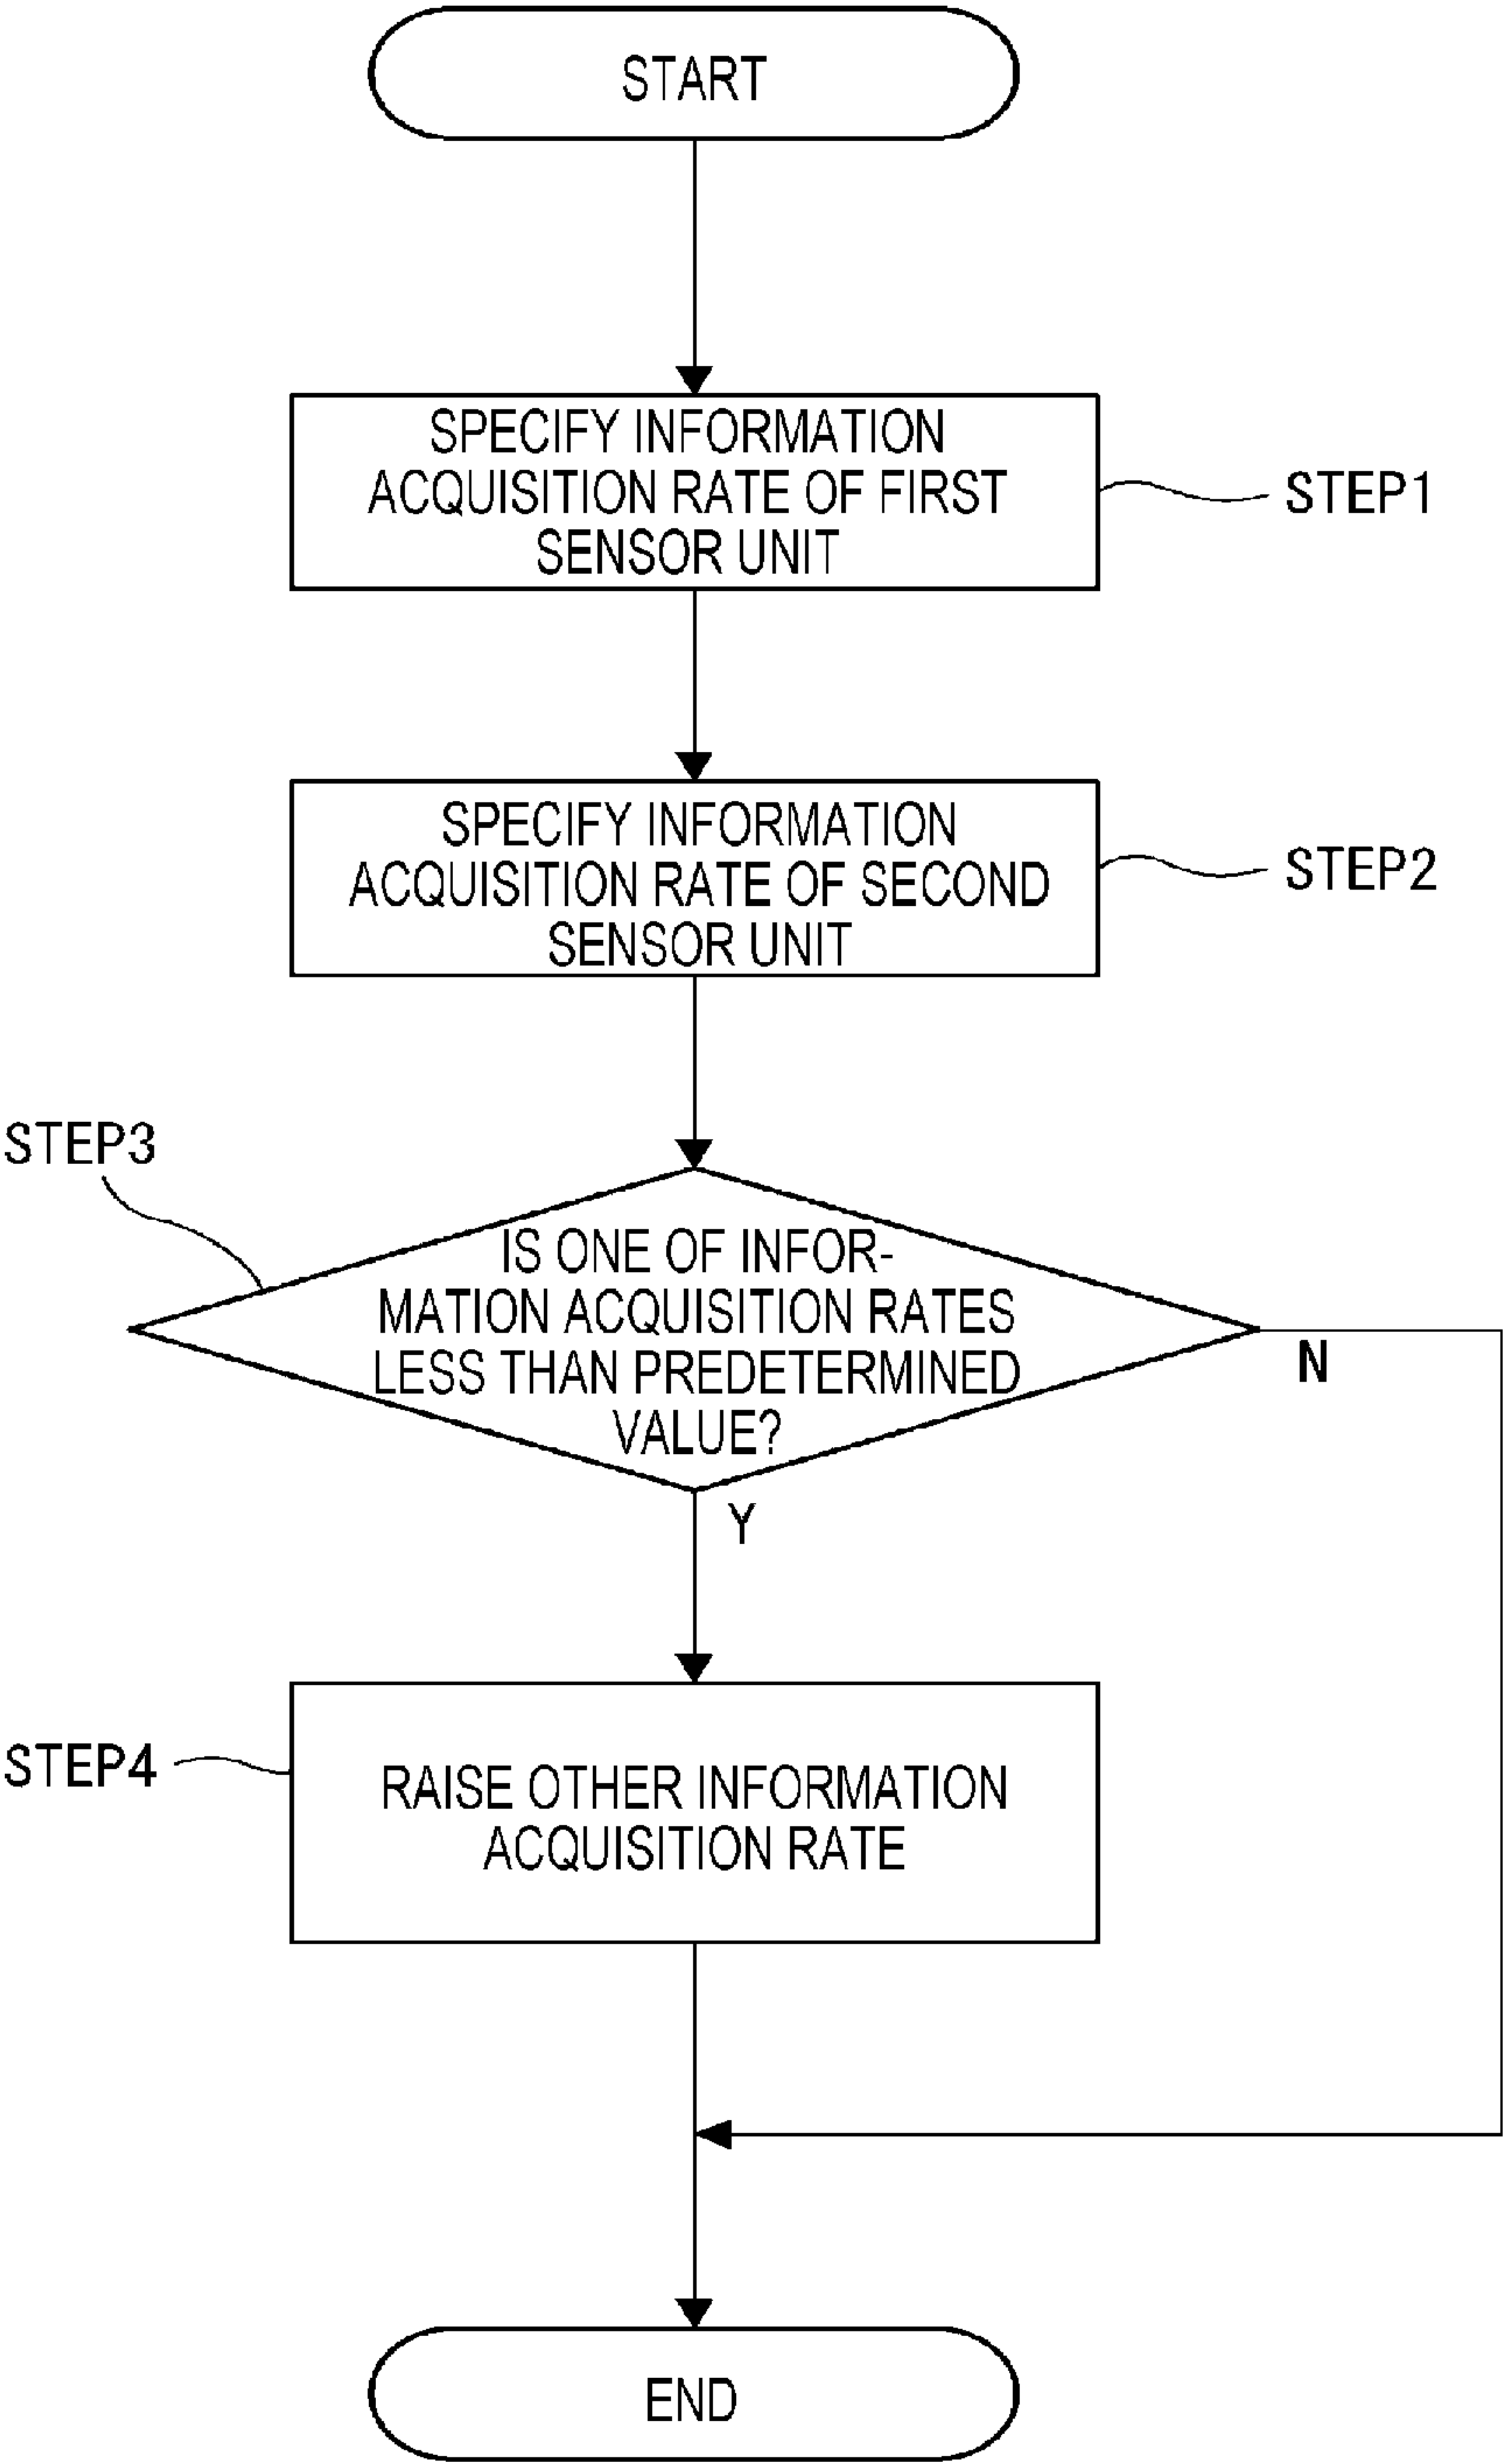 START
SPECIFY INFORMATION
ACQUISITION RATE OF FIRST
SENSOR UNIT
STEP1
SPECIFY INFORMATION
ACQUISITION RATE OF SECOND
SENSOR UNIT
STEP2
STEP3
IS ONE OF INFOR-
MATION ACQUISITION RATES
LESS THAN PREDETERMINED
VALUE?
N
Y
STEP4
RAISE OTHER INFORMATION
ACQUISITION RATE
END